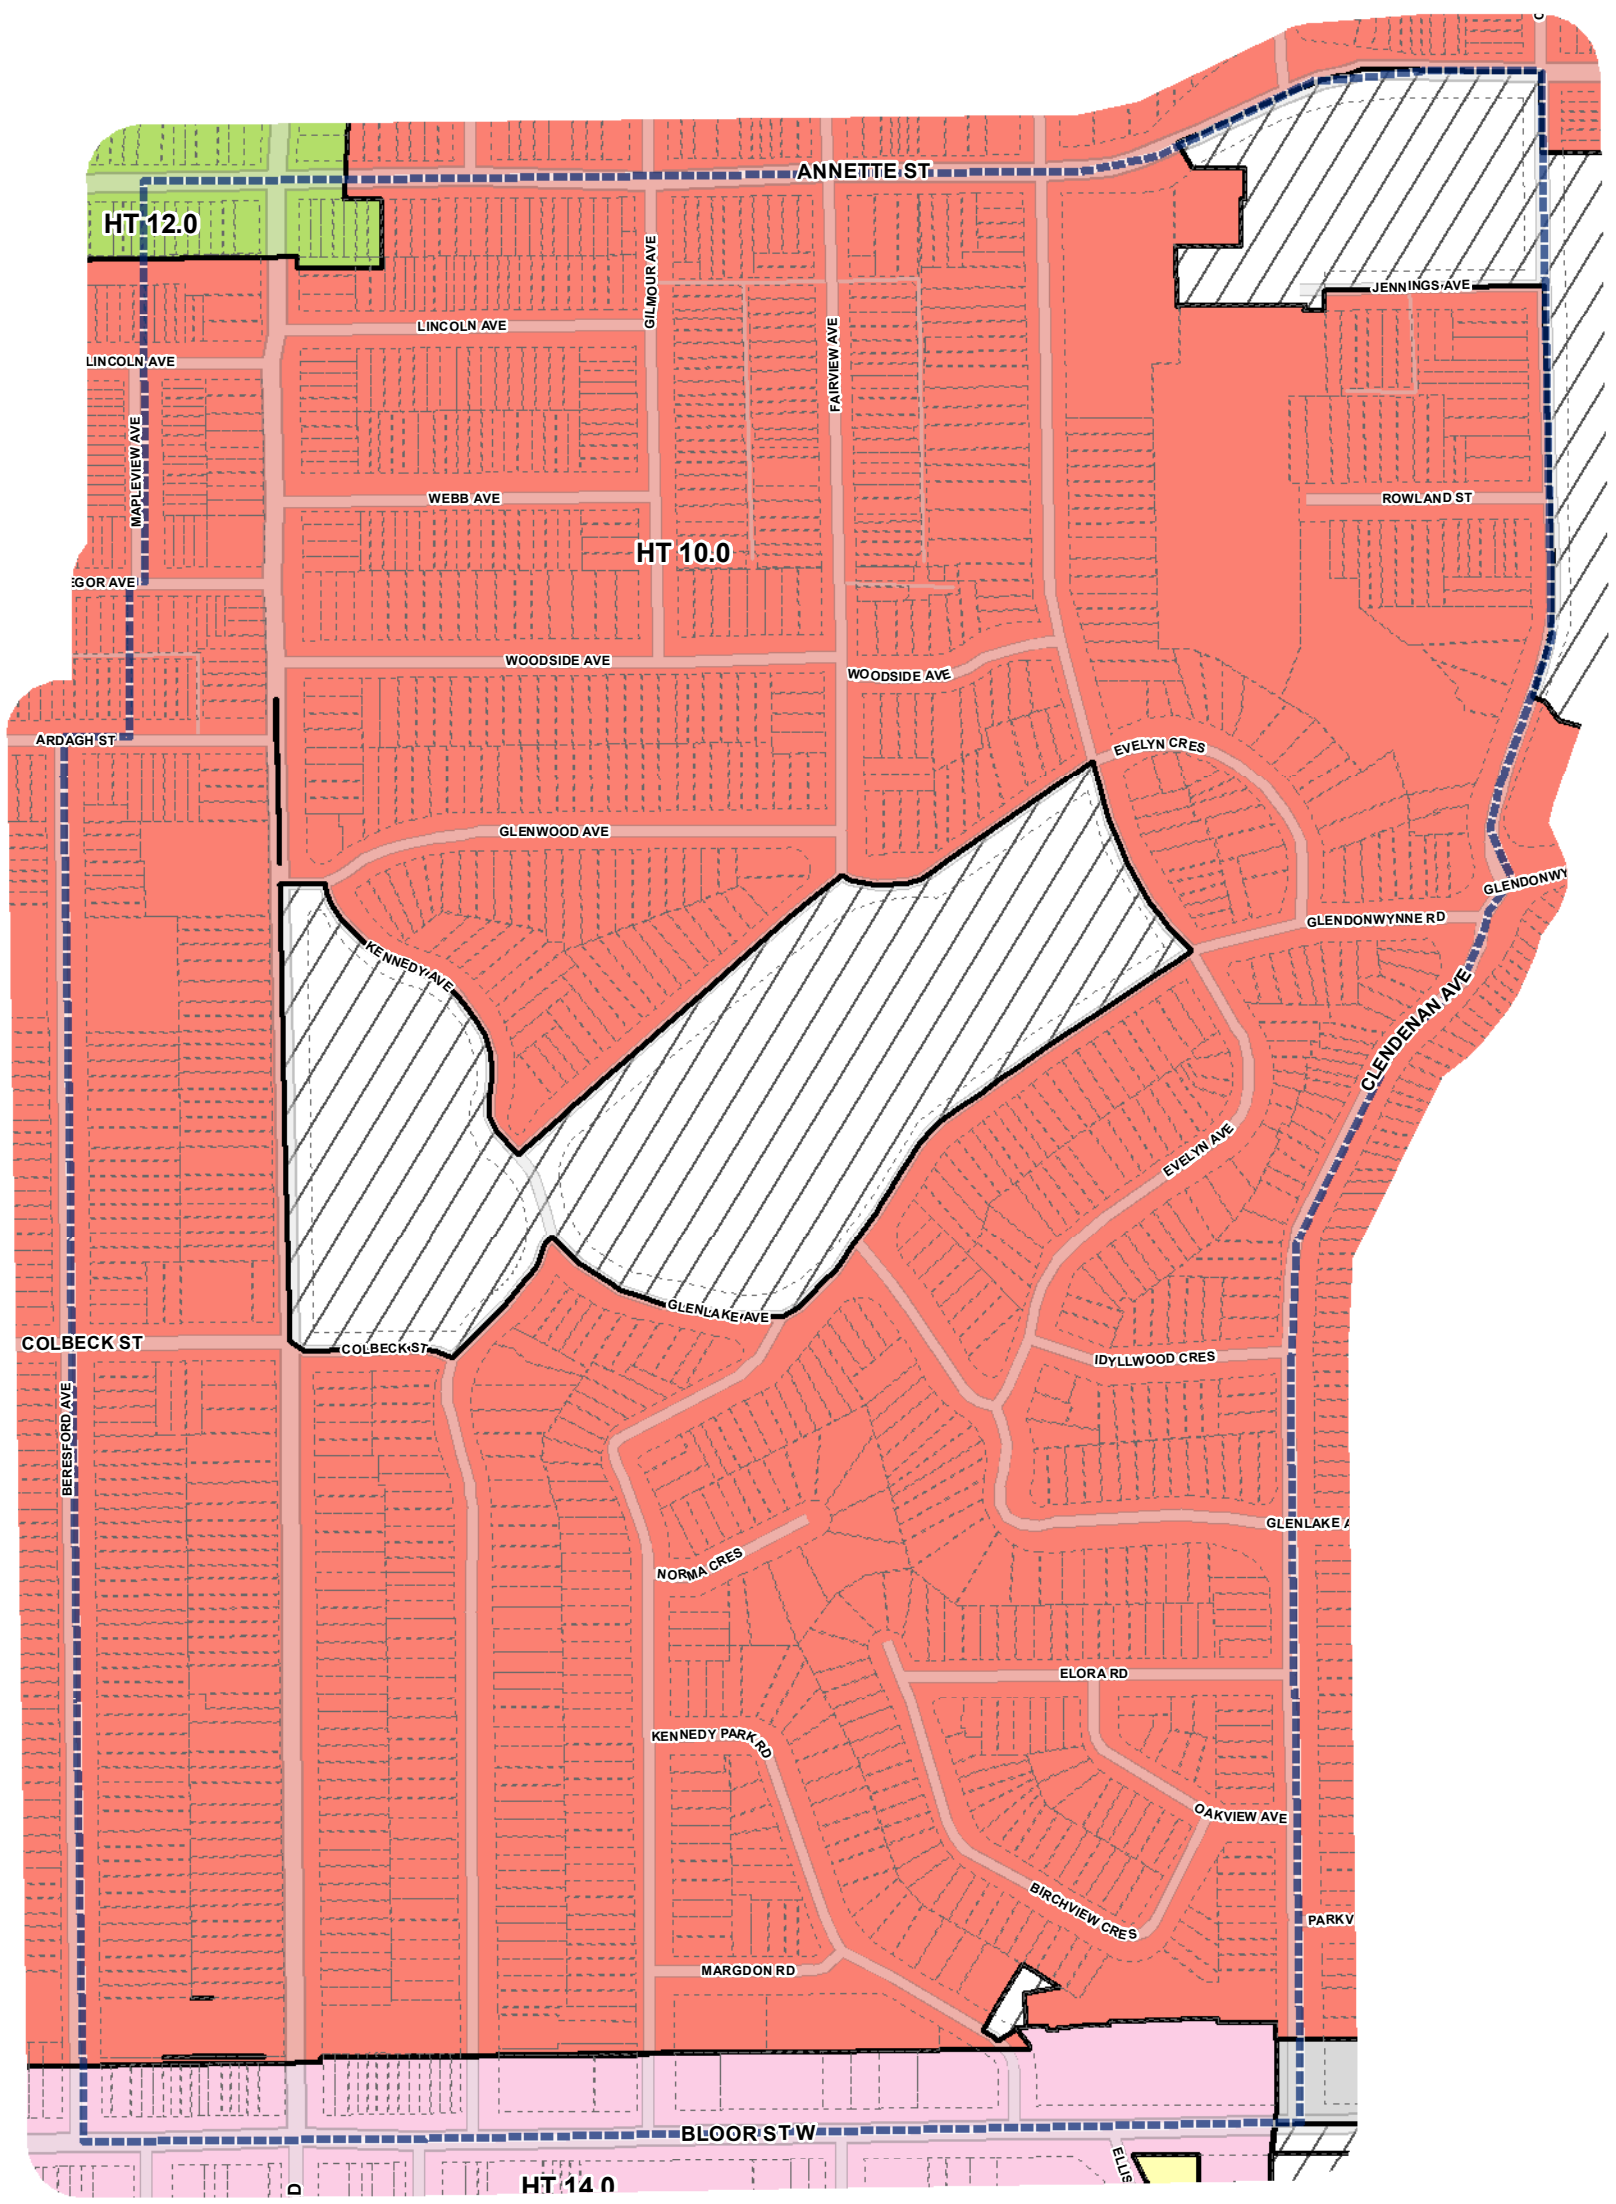 ANNETTE ST
HT 12.0
GILMOUR AVE
JENNINGS AVE
LINCOLN AVE
FAIRVIEW AVE
LINCOLN AVE
MAPLEVIEW AVE
WEBB AVE
ROWLAND ST
HT 10.0
EGOR AVE
WOODSIDE AVE
WOODSIDE AVE
ARDAGH ST
EVELYN CRES
GLENWOOD AVE
GLENDONWY
GLENDONWYNNE RD
KENNEDY AVE
CLENDENAN AVE
EVELYN AVE
GLENLAKE AVE
COLBECK ST
COLBECK ST
IDYLLWOOD CRES
BERESFORD AVE
GLENLAKE A
NORMA CRES
ELORA RD
KENNEDY PARK RD
OAKVIEW AVE
BIRCHVIEW CRES
PARKV
MARGDON RD
BLOOR ST W
ELLIS
HT 14.0
D